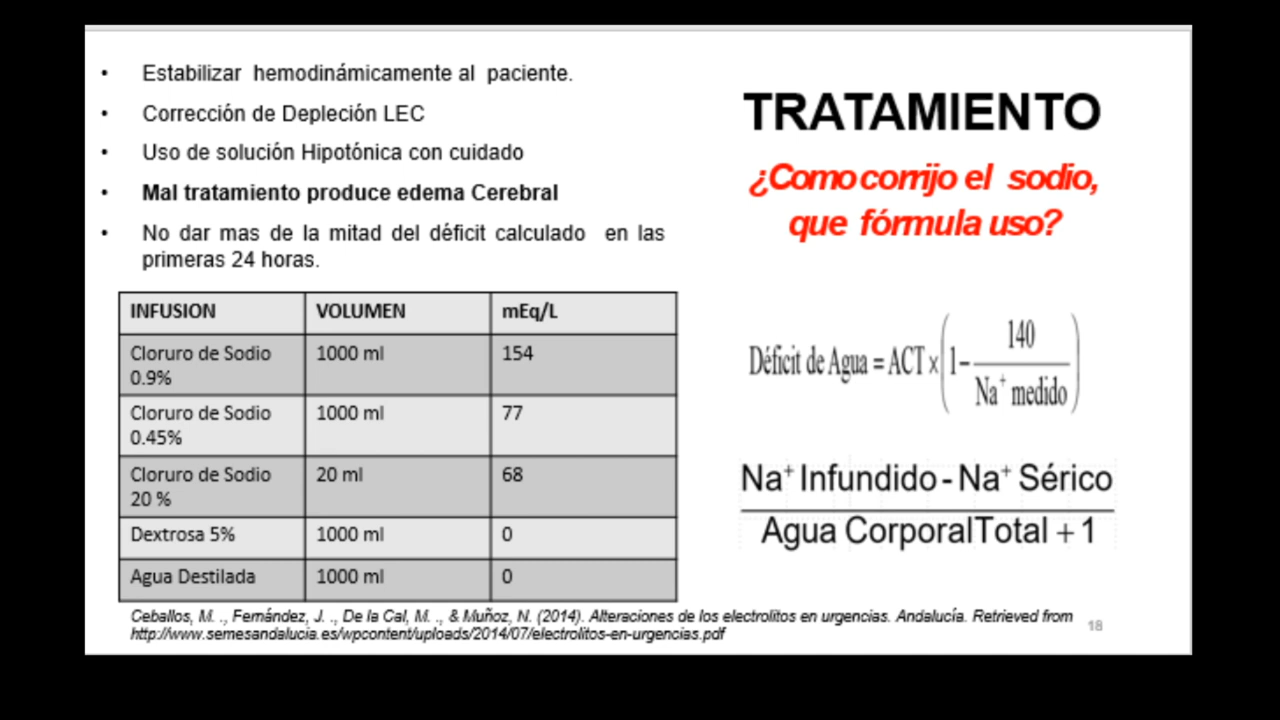 • Estabilizar hemodinámicamente al paciente.
• Corrección de Depleción LEC
• Uso de solución Hipotónica con cuidado
• Mal tratamiento produce edema Cerebral
• No dar mas de la mitad del déficit calculado en las
primeras 24 horas.
INFUSION VOLUMEN mEq/L
Cloruro de Sodio 1000 ml 154
0.9%
Cloruro de Sodio 1000 ml 77
0.45%
Cloruro de Sodio 20 ml 68
20 %
Dextrosa 5% 1000 ml 0
Agua Destilada 1000 ml 0
TRATAMIENTO
¿Como corrijo el sodio,
que fórmula uso?
Déficit de Agua = ACT × (1 − 140 / Na⁺ medido)
Na⁺ Infundido - Na⁺ Sérico
Agua CorporalTotal + 1
Ceballos, M. ., Fernández, J. ., De la Cal, M. ., & Muñoz, N. (2014). Alteraciones de los electrolitos en urgencias. Andalucía. Retrieved from
http://www.semesandalucia.es/wpcontent/uploads/2014/07/electrolitos-en-urgencias.pdf
18